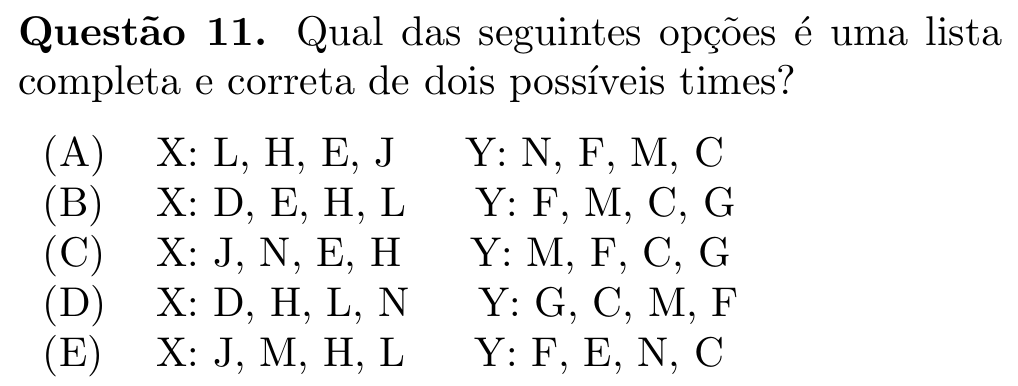 Questão 11. Qual das seguintes opções é uma lista
completa e correta de dois possíveis times?
(A) X: L, H, E, J Y: N, F, M, C
(B) X: D, E, H, L Y: F, M, C, G
(C) X: J, N, E, H Y: M, F, C, G
(D) X: D, H, L, N Y: G, C, M, F
(E) X: J, M, H, L Y: F, E, N, C